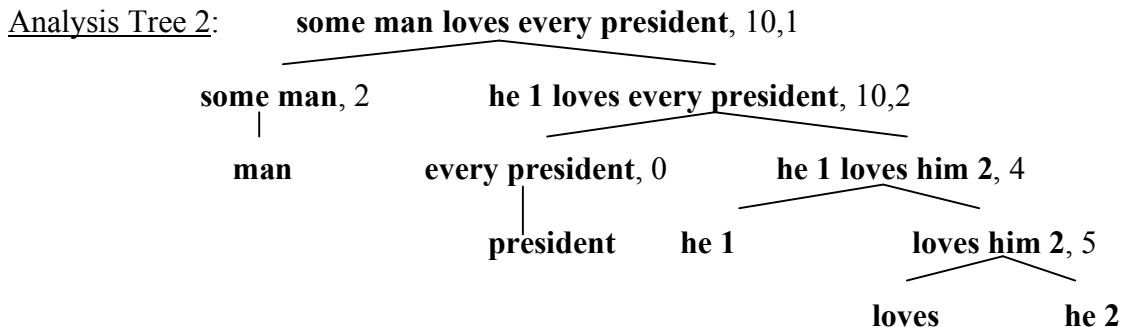 Analysis Tree 2: some man loves every president, 10,1
some man, 2 he 1 loves every president, 10,2
man every president, 0 he 1 loves him 2, 4
president he 1 loves him 2, 5
loves he 2